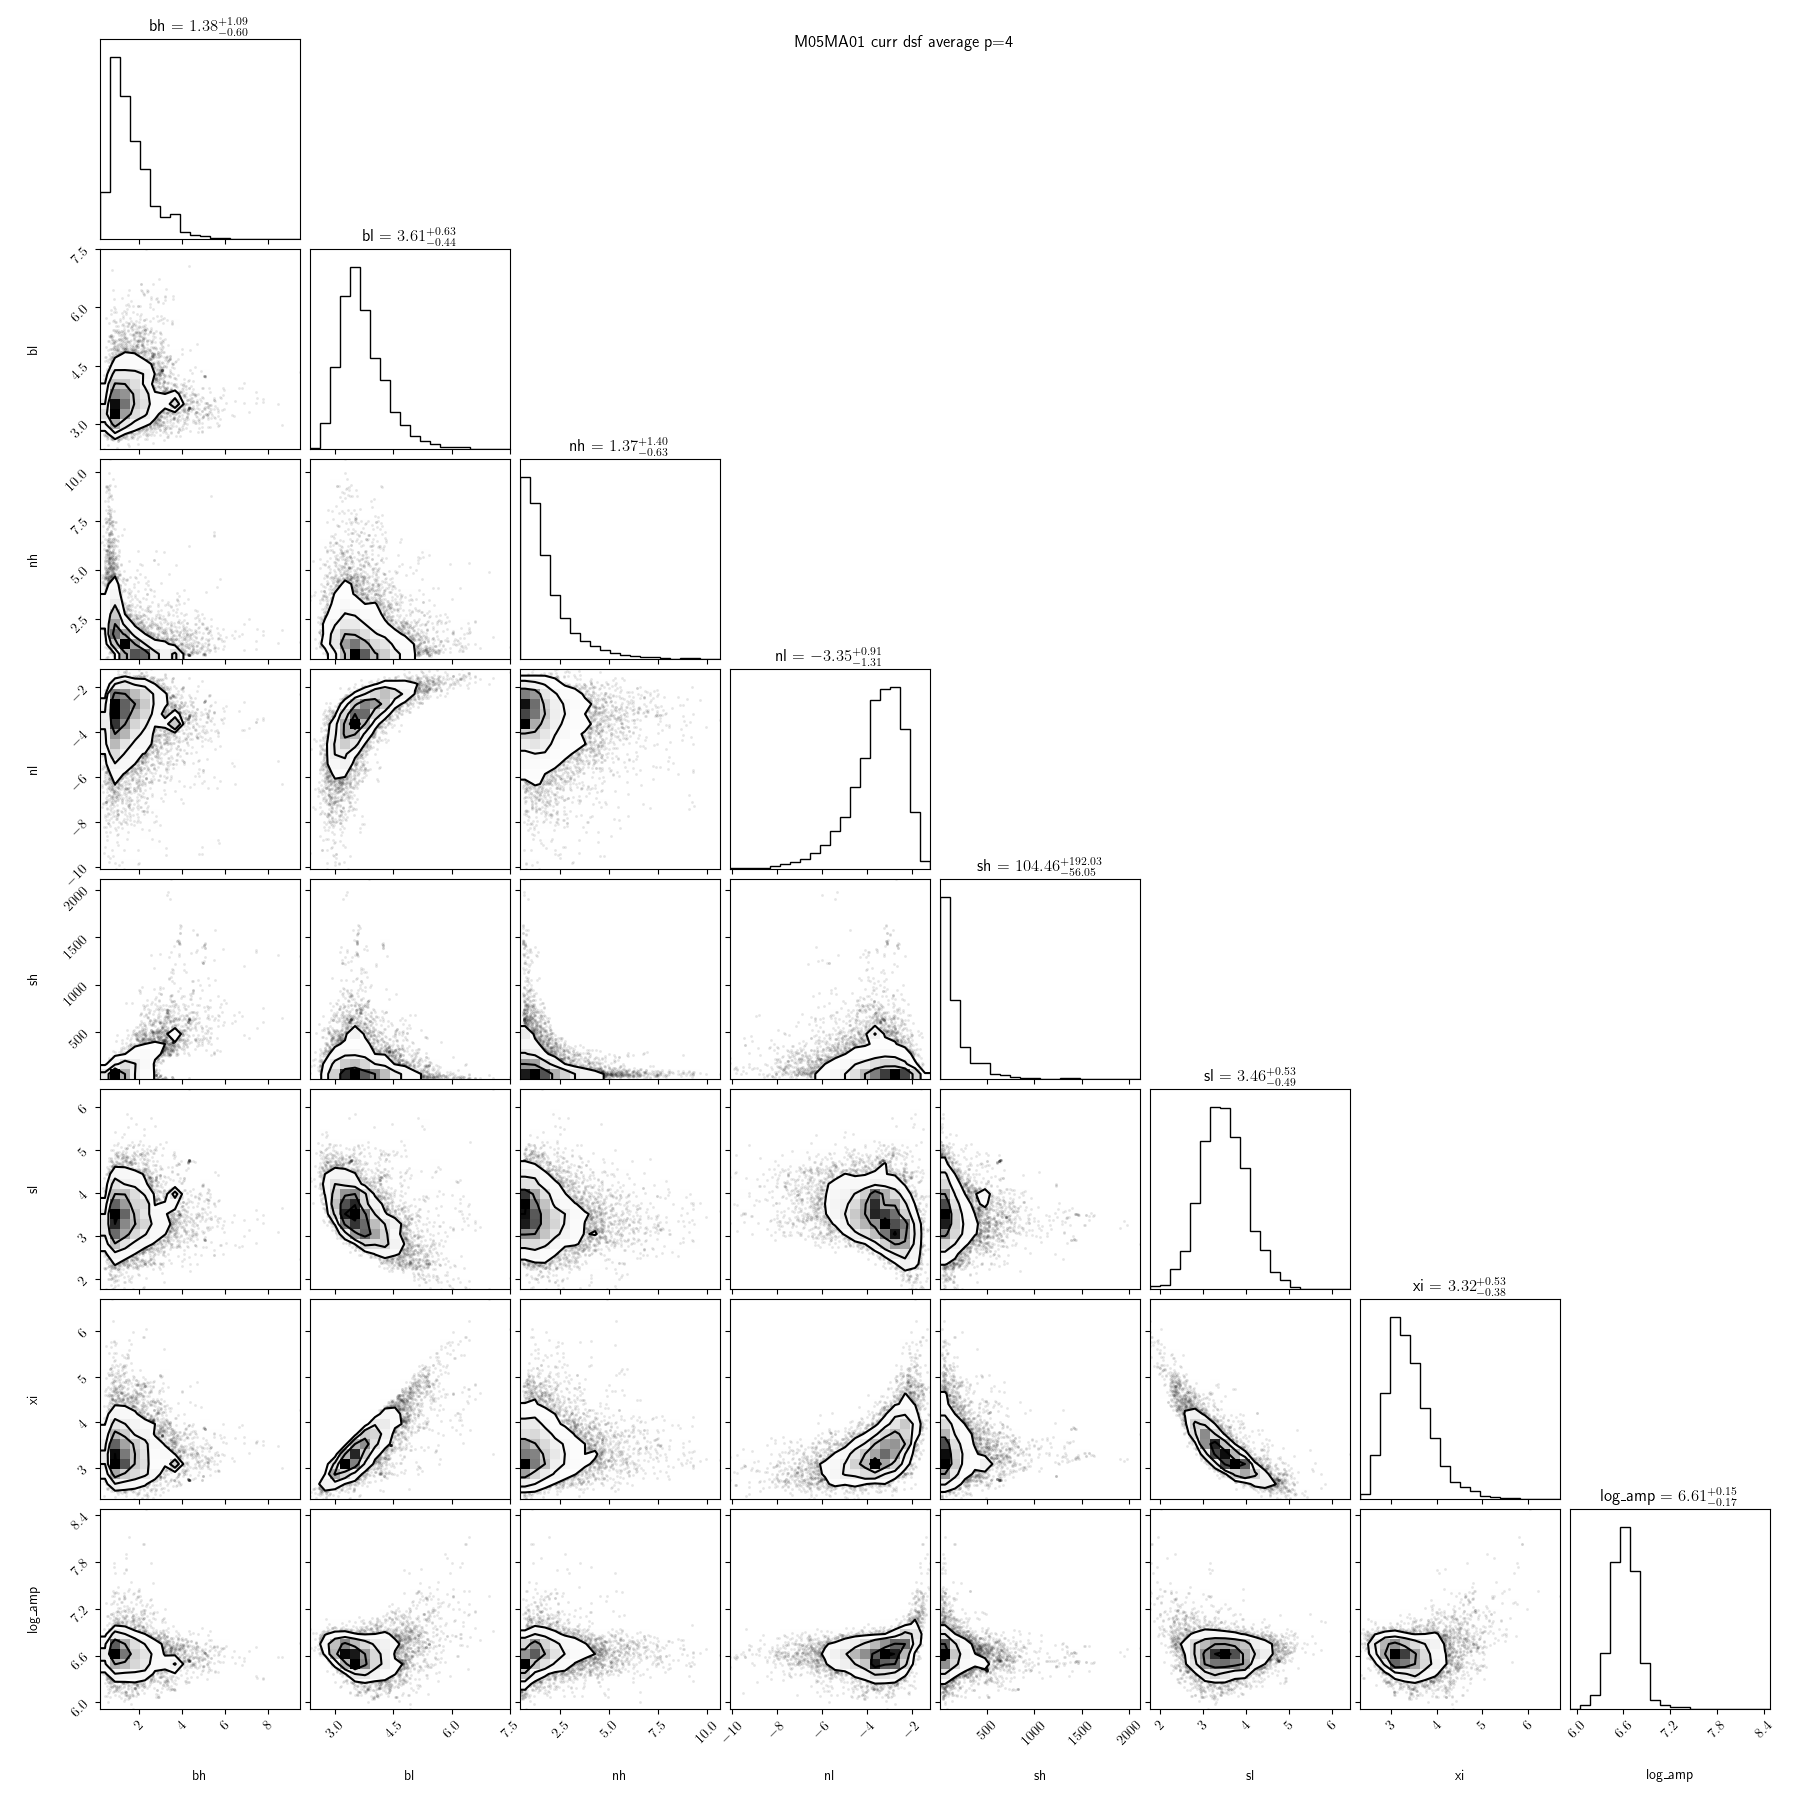 M05MA01 curr dsf average p=4
bh = 1.38^{+1.09}_{-0.60}
bl = 3.61^{+0.63}_{-0.44}
7.5
6.0
4.5
3.0
bl
nh = 1.37^{+1.40}_{-0.63}
10.0
7.5
5.0
2.5
nh
nl = −3.35^{+0.91}_{-1.31}
−2
−4
−6
−8
−10
nl
sh = 104.46^{+192.03}_{-56.05}
2000
1500
1000
500
sh
sl = 3.46^{+0.53}_{-0.49}
6
5
4
3
2
sl
xi = 3.32^{+0.53}_{-0.38}
6
5
4
3
xi
log_amp = 6.61^{+0.15}_{-0.17}
8.4
7.8
7.2
6.6
6.0
log_amp
2 4 6 8
3.0 4.5 6.0 7.5
2.5 5.0 7.5 10.0
−10 −8 −6 −4 −2
500 1000 1500 2000
2 3 4 5 6
3 4 5 6
6.0 6.6 7.2 7.8 8.4
bh bl nh nl sh sl xi log_amp